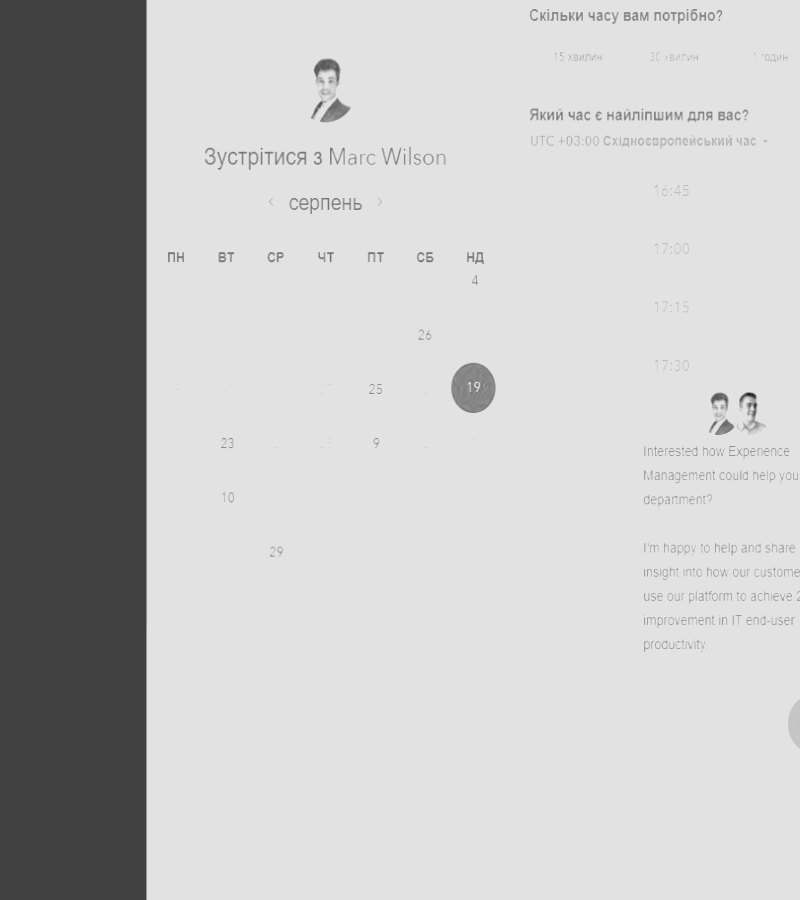 Зустрітися з Marc Wilson
серпень
ПН ВТ СР ЧТ ПТ СБ НД
4
26
25 19
23 9
10
29
Скільки часу вам потрібно?
15 хвилин 30 хвилин 1 годин
Який час є найліпшим для вас?
UTC +03:00 Східноєвропейський час
16:45
17:00
17:15
17:30
Interested how Experience
Management could help you
department?
I'm happy to help and share
insight into how our custome
use our platform to achieve 2
improvement in IT end-user
productivity.